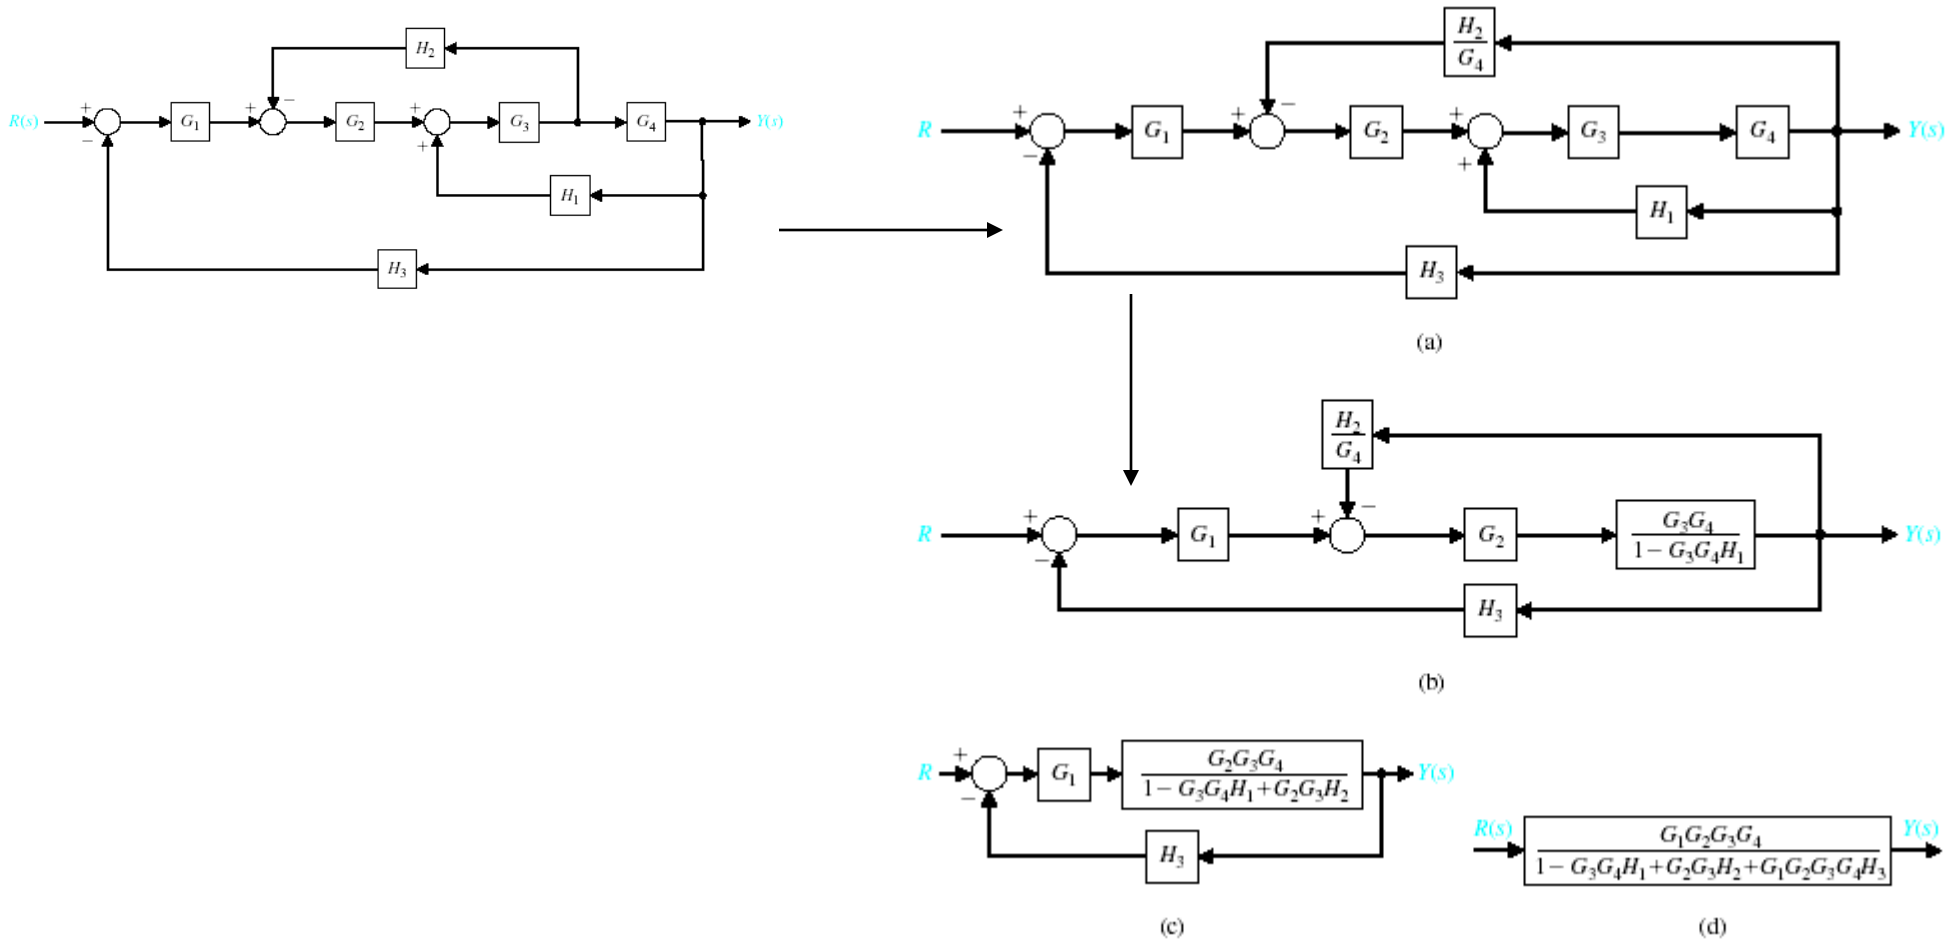 H₂
R(s) + − G₁ + − G₂ + + G₃ G₄ Y(s)
H₁
H₃
H₂/G₄
R + − G₁ + − G₂ + + G₃ G₄ Y(s)
H₁
H₃
(a)
H₂/G₄
R + − G₁ + − G₂ G₃G₄/1 − G₃G₄H₁ Y(s)
H₃
(b)
R + − G₁ G₂G₃G₄/1 − G₃G₄H₁+G₂G₃H₂ Y(s)
H₃
(c)
R(s) G₁G₂G₃G₄/1 − G₃G₄H₁+G₂G₃H₂+G₁G₂G₃G₄H₃ Y(s)
(d)